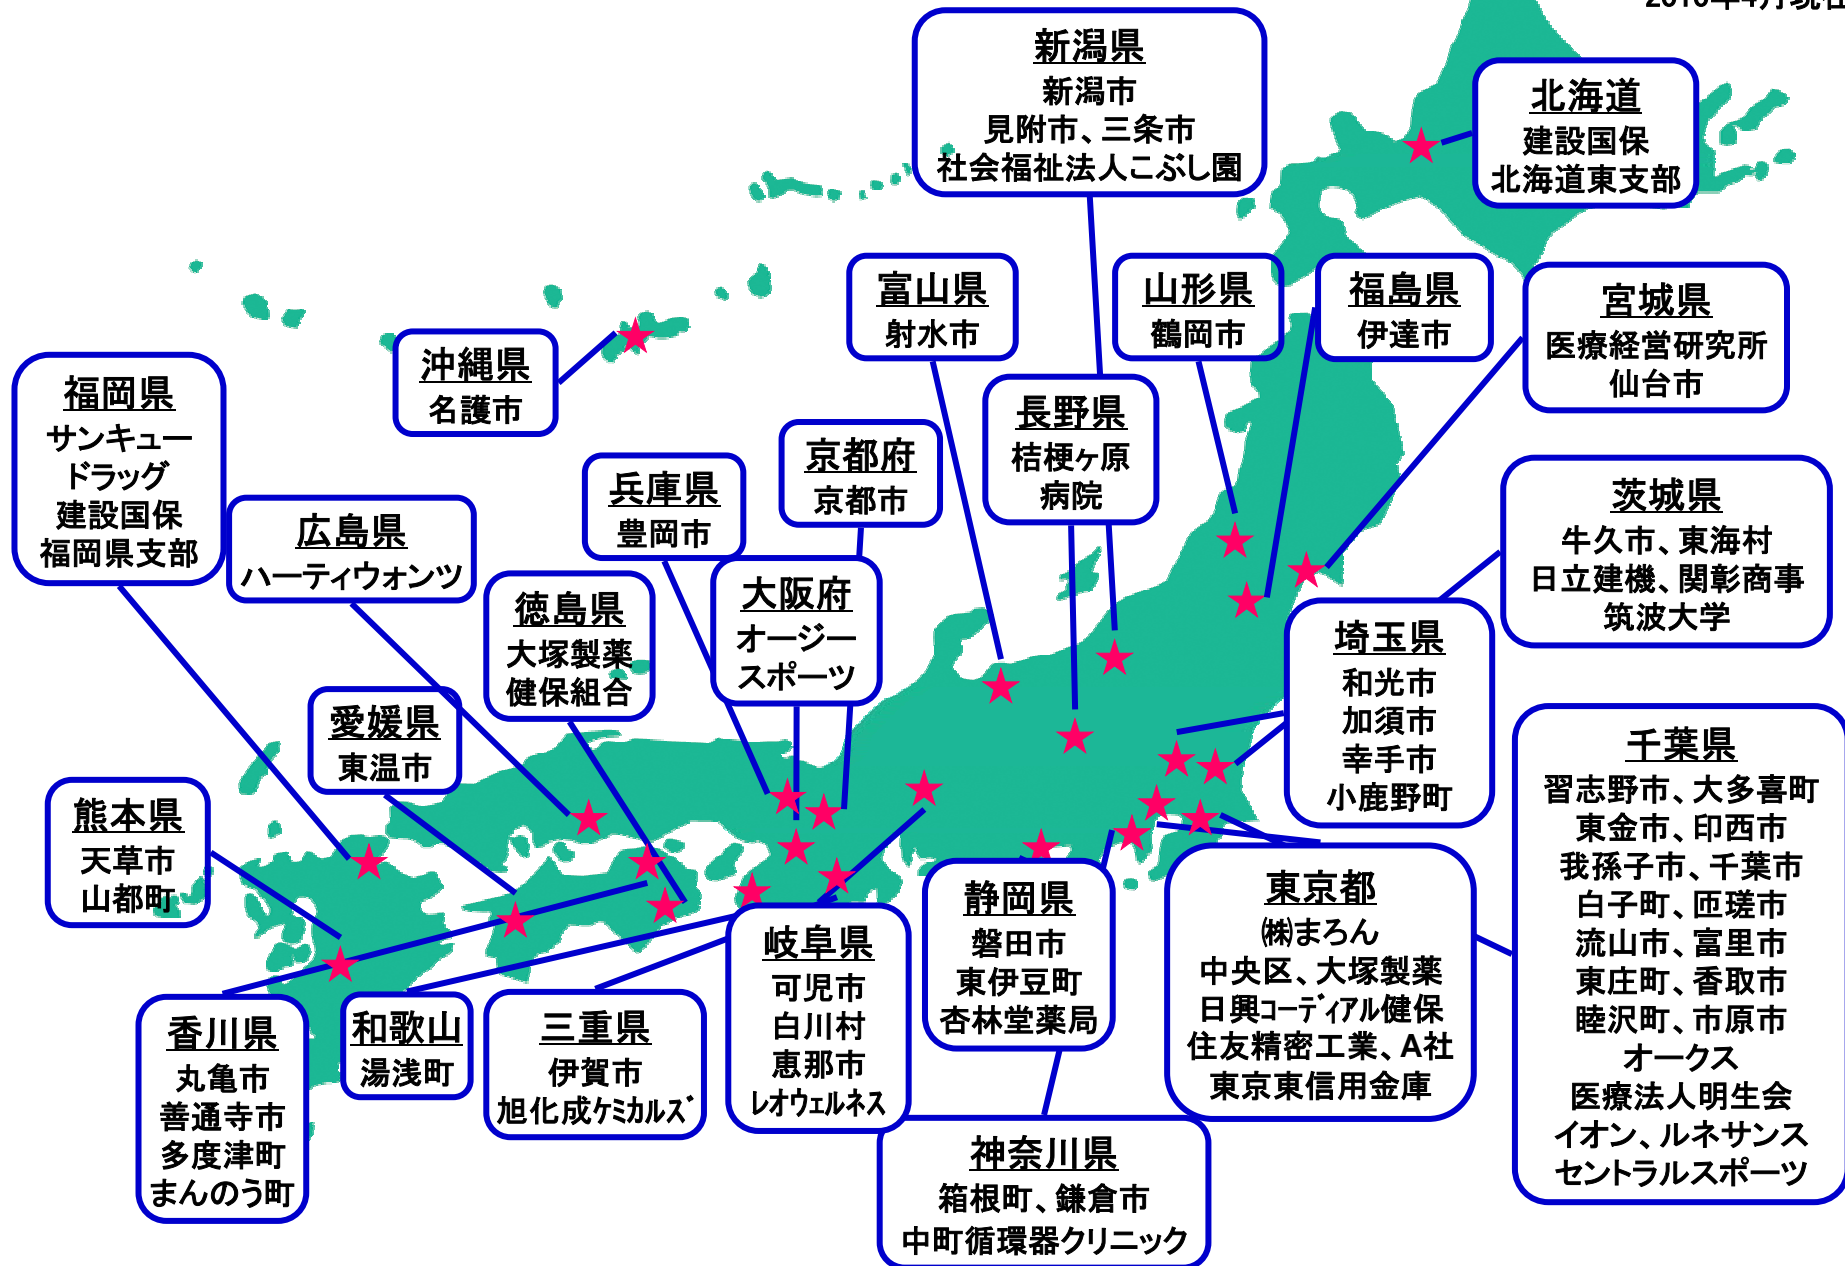 新潟県
新潟市
見附市、三条市
社会福祉法人こぶし園
北海道
建設国保
北海道東支部
富山県
射水市
山形県
鶴岡市
福島県
伊達市
宮城県
医療経営研究所
仙台市
沖縄県
名護市
福岡県
サンキュー
ドラッグ
建設国保
福岡県支部
長野県
桔梗ヶ原
病院
京都府
京都市
兵庫県
豊岡市
広島県
ハーティウォンツ
茨城県
牛久市、東海村
日立建機、関彰商事
筑波大学
徳島県
大塚製薬
健保組合
大阪府
オージー
スポーツ
埼玉県
和光市
加須市
幸手市
小鹿野町
愛媛県
東温市
千葉県
習志野市、大多喜町
東金市、印西市
我孫子市、千葉市
白子町、匝瑳市
流山市、富里市
東庄町、香取市
睦沢町、市原市
オークス
医療法人明生会
イオン、ルネサンス
セントラルスポーツ
熊本県
天草市
山都町
東京都
㈱まろん
中央区、大塚製薬
日興ｺｰﾃﾞｨｱﾙ健保
住友精密工業、A社
東京東信用金庫
静岡県
磐田市
東伊豆町
杏林堂薬局
岐阜県
可児市
白川村
恵那市
ﾚｵｳｪﾙﾈｽ
三重県
伊賀市
旭化成ｹﾐｶﾙｽﾞ
和歌山
湯浅町
香川県
丸亀市
善通寺市
多度津町
まんのう町
神奈川県
箱根町、鎌倉市
中町循環器クリニック